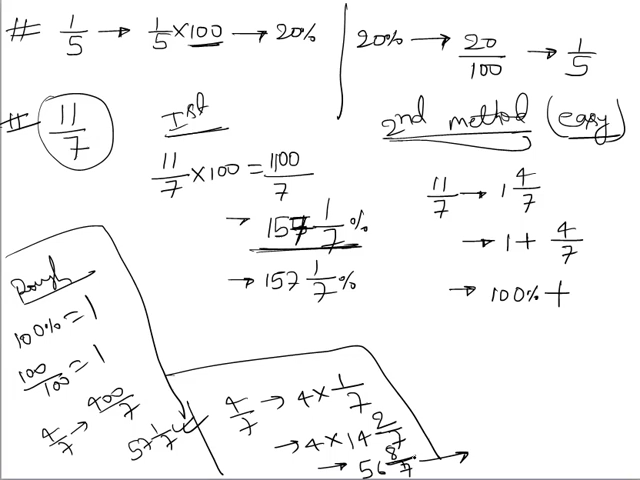 # 1/5 → 1/5 × 100 → 20%
20% → 20/100 → 1/5
# 11/7
Ist
11/7 × 100 = 1100/7
→ 157 1/7 %
→ 157 1/7 %
2nd method (easy)
11/7 → 1 4/7
→ 1 + 4/7
→ 100% +
Rough
100% = 1
100/100 = 1
4/7 → 400/7
57 1/7
4/7 → 4 × 1/7
→ 4 × 14 2/7
→ 56 8/7 →